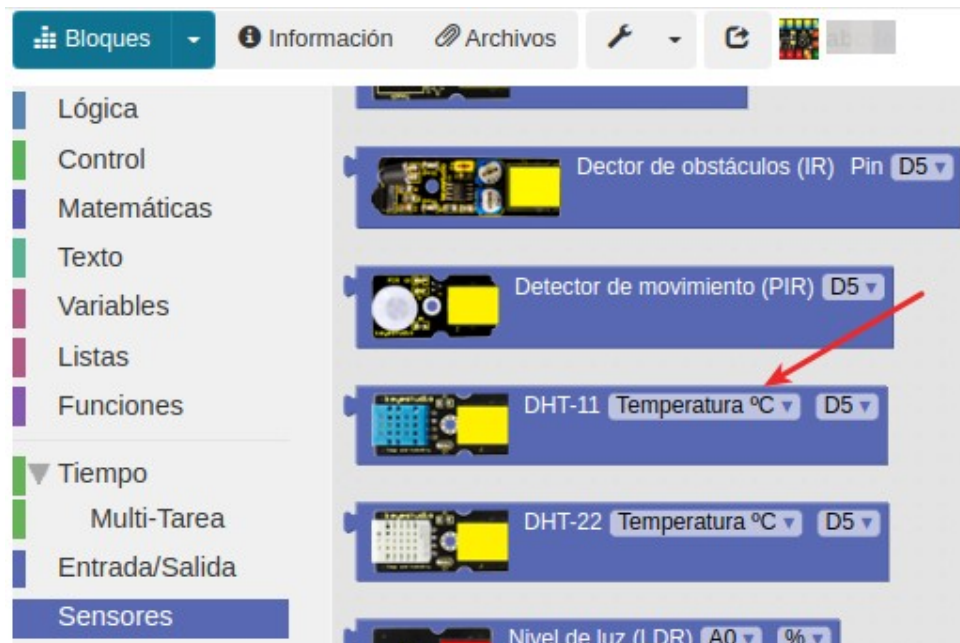 Bloques
Información
Archivos
Lógica
Control
Matemáticas
Texto
Variables
Listas
Funciones
Tiempo
Multi-Tarea
Entrada/Salida
Sensores
Dector de obstáculos (IR) Pin D5
Detector de movimiento (PIR) D5
DHT-11 Temperatura ºC D5
DHT-22 Temperatura ºC D5
Nivel de luz (LDR) A0 %